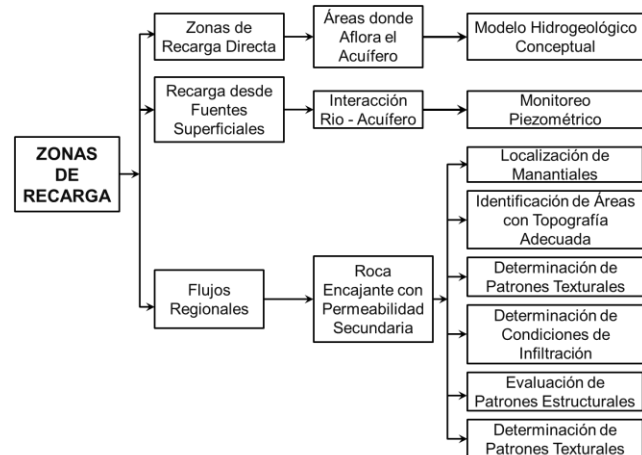 Zonas de
Recarga Directa
Áreas donde
Aflora el
Acuífero
Modelo Hidrogeológico
Conceptual
Recarga desde
Fuentes
Superficiales
Interacción
Rio - Acuífero
Monitoreo
Piezométrico
ZONAS
DE
RECARGA
Flujos
Regionales
Roca
Encajante con
Permeabilidad
Secundaria
Localización de
Manantiales
Identificación de Áreas
con Topografía
Adecuada
Determinación de
Patrones Texturales
Determinación de
Condiciones de
Infiltración
Evaluación de
Patrones Estructurales
Determinación de
Patrones Texturales